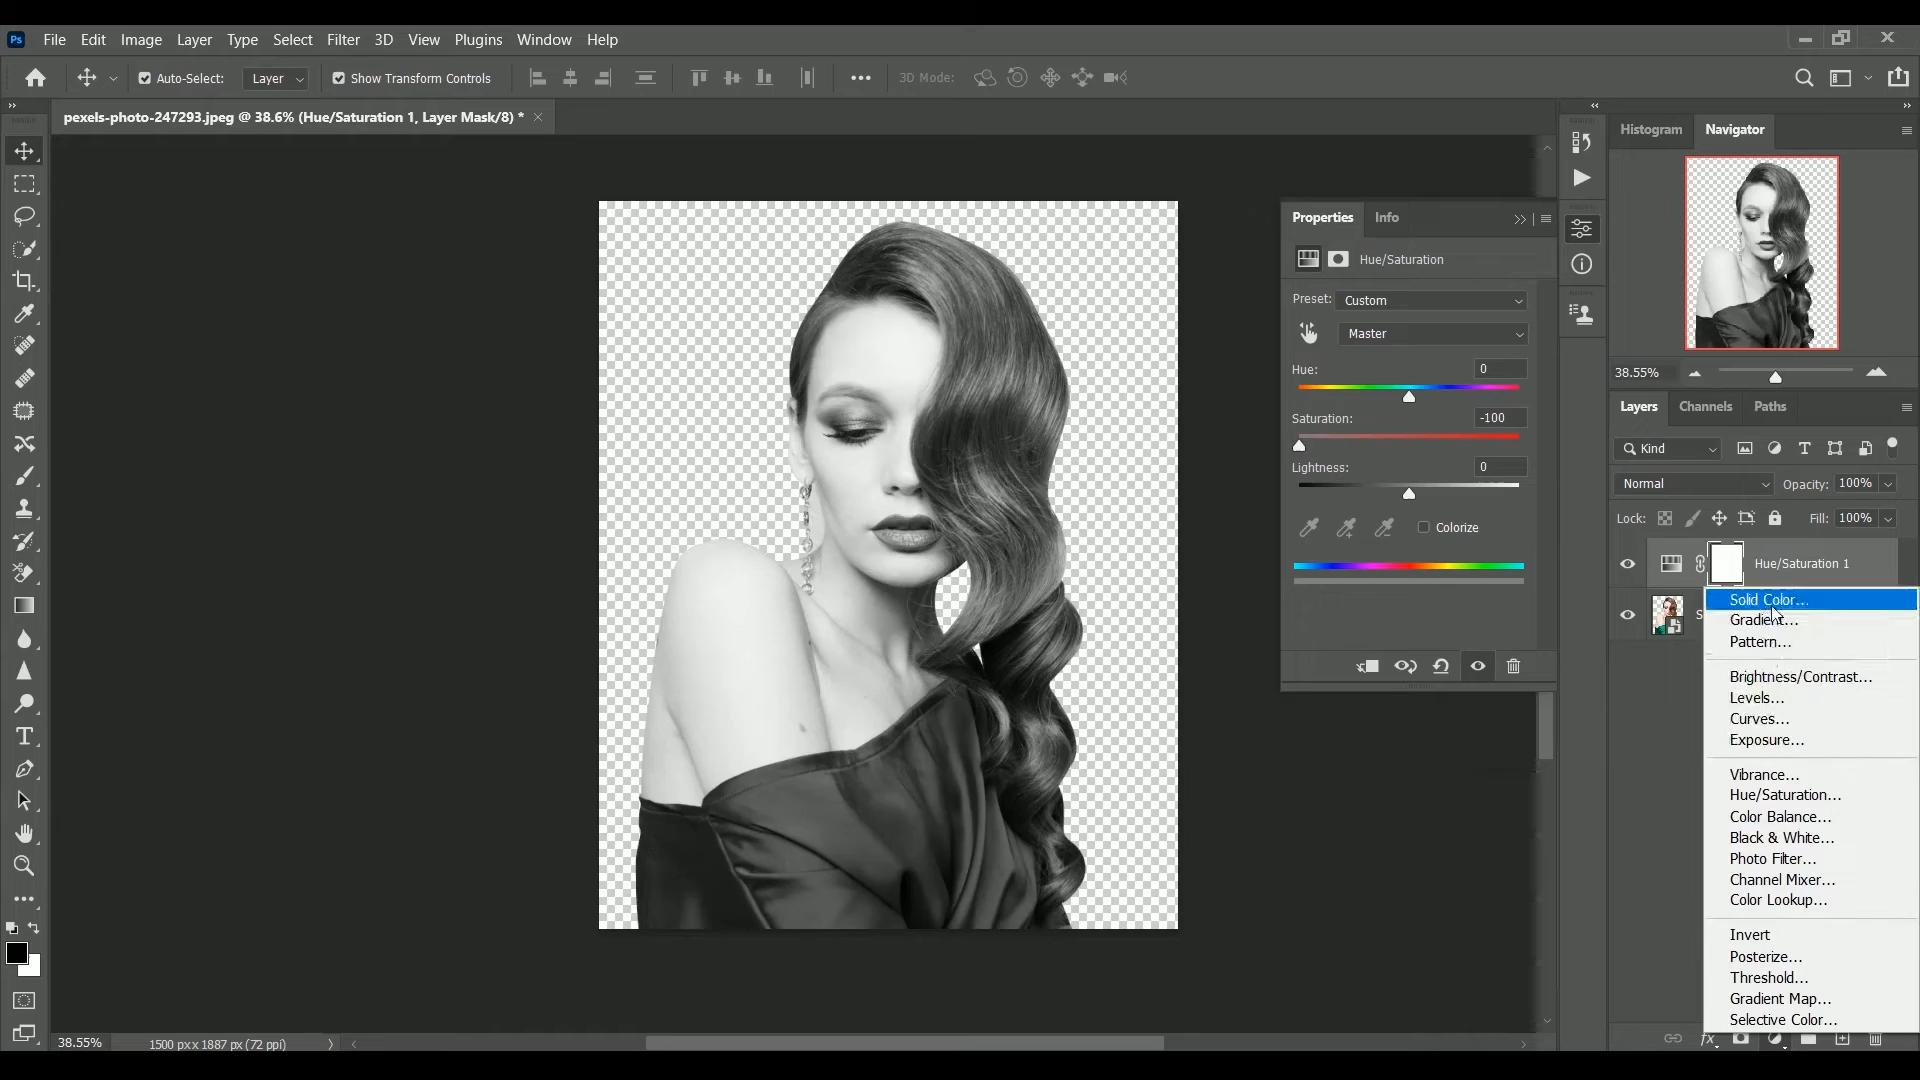 Ps File Edit Image Layer Type Select Filter 3D View Plugins Window Help
Auto-Select: Layer Show Transform Controls 3D Mode:
pexels-photo-247293.jpeg @ 38.6% (Hue/Saturation 1, Layer Mask/8) *
Histogram Navigator
38.55%
Properties Info
Hue/Saturation
Preset: Custom
Master
Hue: 0
Saturation: -100
Lightness: 0
Colorize
Layers Channels Paths
Kind
Normal Opacity: 100%
Lock: Fill: 100%
Hue/Saturation 1
S
Solid Color...
Gradient...
Pattern...
Brightness/Contrast...
Levels...
Curves...
Exposure...
Vibrance...
Hue/Saturation...
Color Balance...
Black & White...
Photo Filter...
Channel Mixer...
Color Lookup...
Invert
Posterize...
Threshold...
Gradient Map...
Selective Color...
fx
38.55% 1500 px x 1887 px (72 ppi)